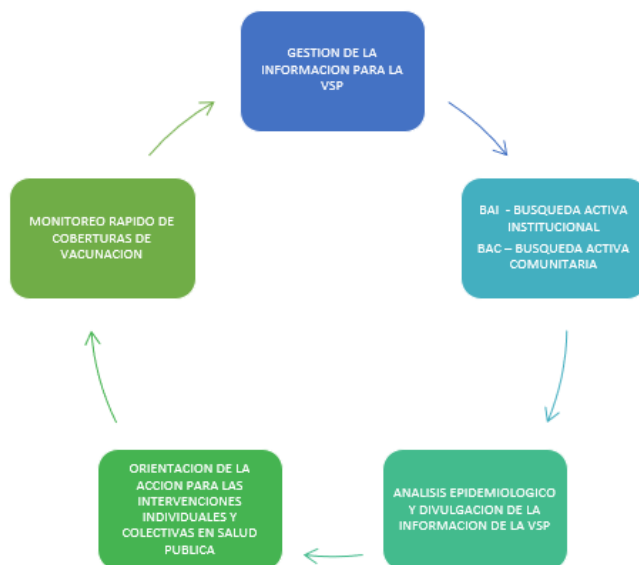 GESTION DE LA
INFORMACION PARA LA
VSP
BAI - BUSQUEDA ACTIVA
INSTITUCIONAL
BAC – BUSQUEDA ACTIVA
COMUNITARIA
ANALISIS EPIDEMIOLOGICO
Y DIVULGACION DE LA
INFORMACION DE LA VSP
ORIENTACION DE LA
ACCION PARA LAS
INTERVENCIONES
INDIVIDUALES Y
COLECTIVAS EN SALUD
PUBLICA
MONITOREO RAPIDO DE
COBERTURAS DE
VACUNACION